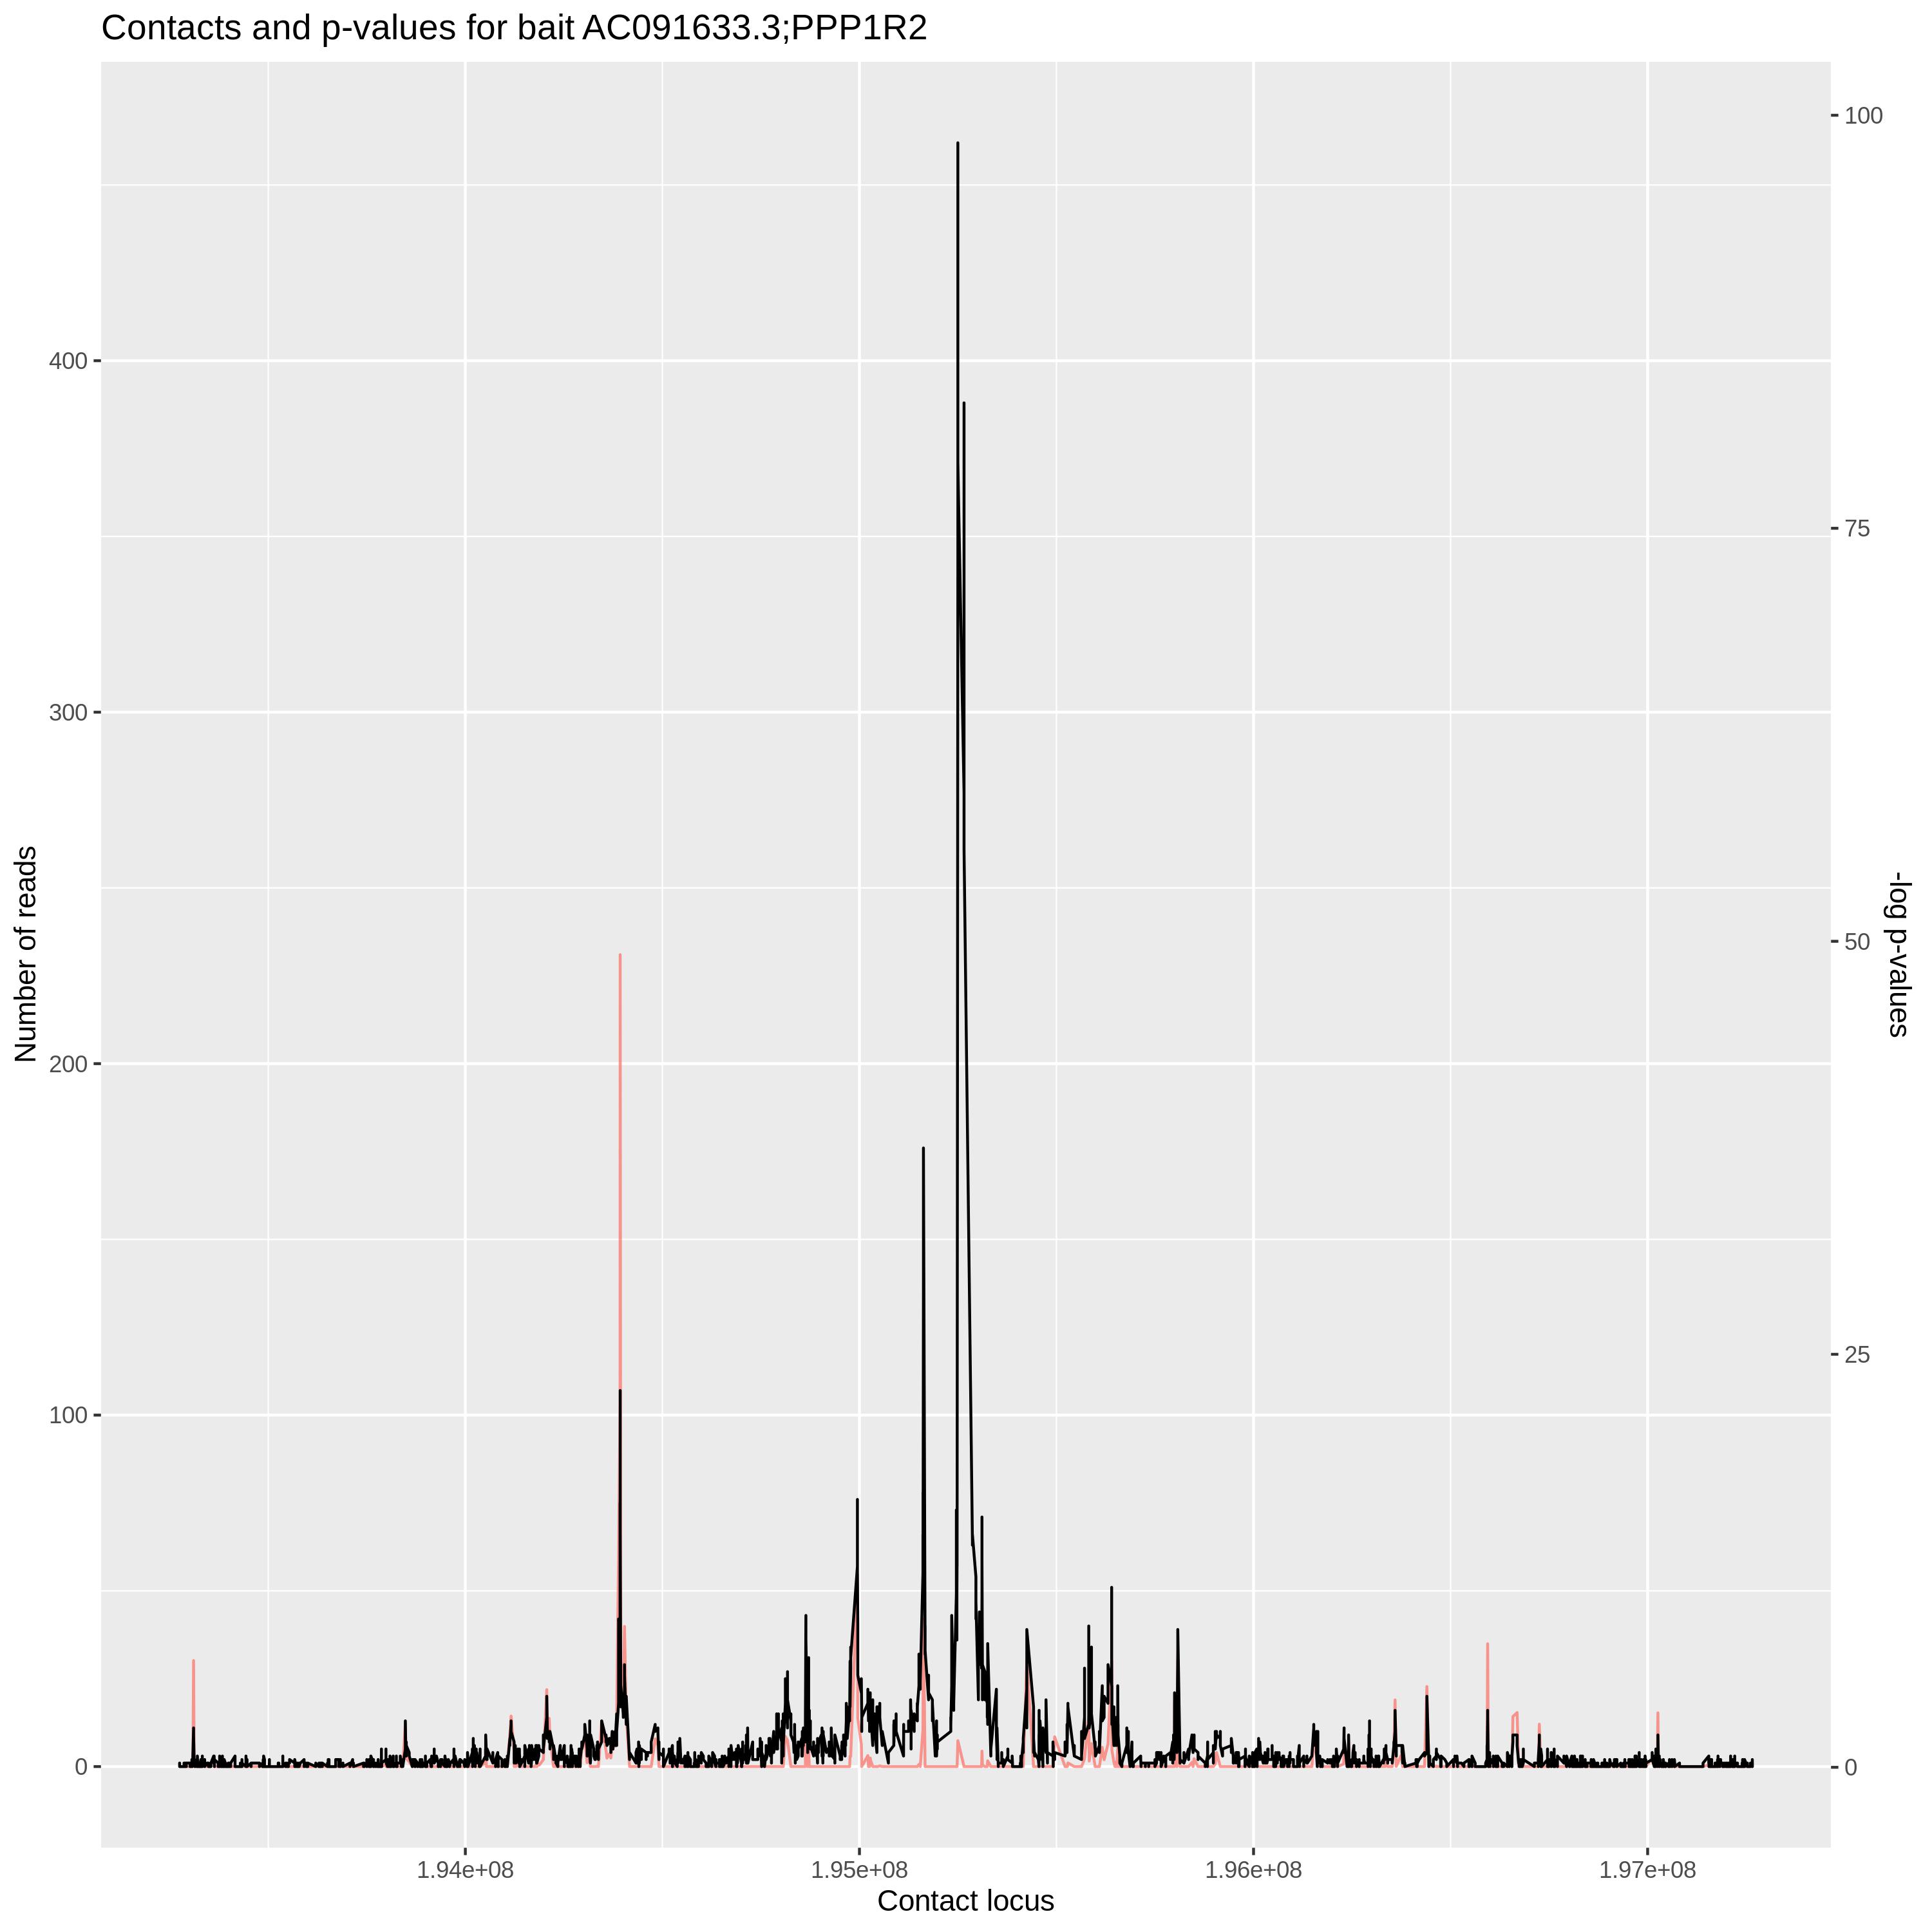 Contacts and p-values for bait AC091633.3;PPP1R2
100
75
50
25
0
400
300
200
100
0
Number of reads
-log p-values
1.94e+08 1.95e+08 1.96e+08 1.97e+08
Contact locus